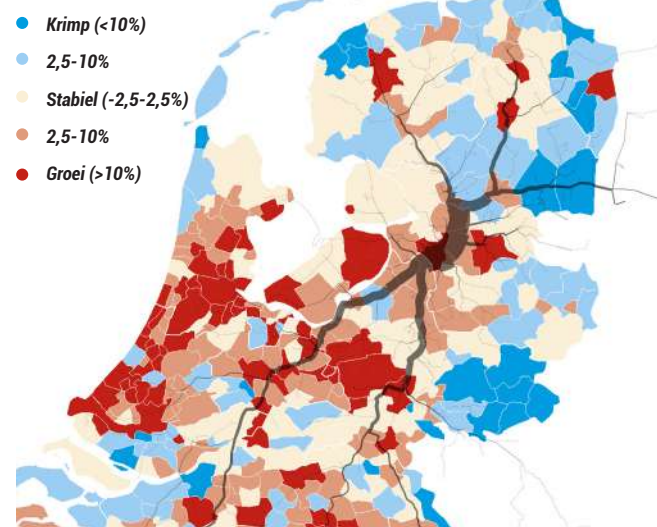 Krimp (<10%)
2,5-10%
Stabiel (-2,5-2,5%)
2,5-10%
Groei (>10%)